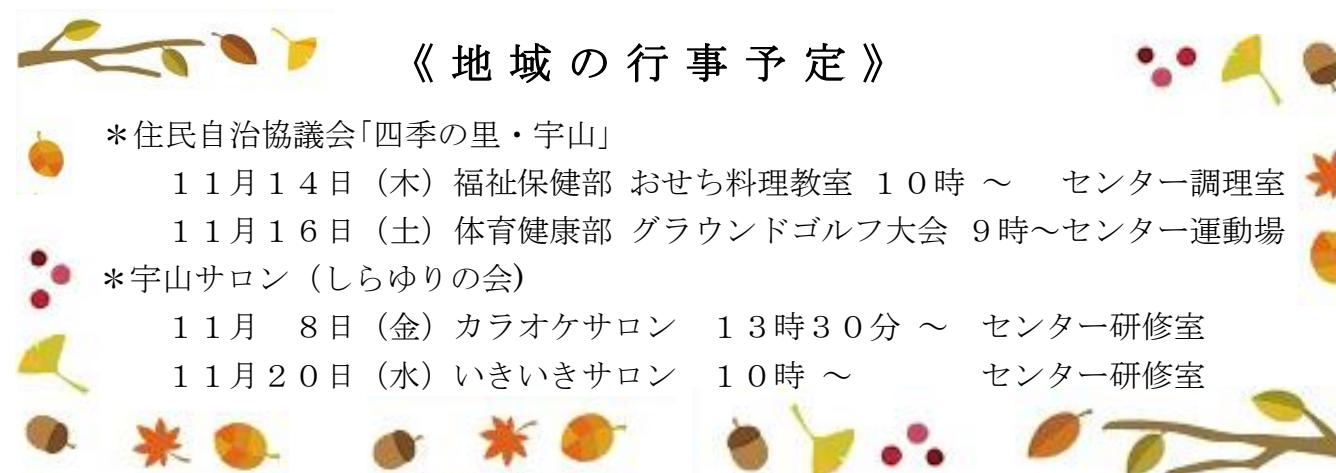 《地域の行事予定》
＊住民自治協議会「四季の里・宇山」
１１月１４日（木）福祉保健部 おせち料理教室 １０時 ～　センター調理室
１１月１６日（土）体育健康部 グラウンドゴルフ大会 ９時～センター運動場
＊宇山サロン（しらゆりの会)
１１月　８日（金）カラオケサロン　１３時３０分 ～　センター研修室
１１月２０日（水）いきいきサロン　１０時 ～　　　　センター研修室